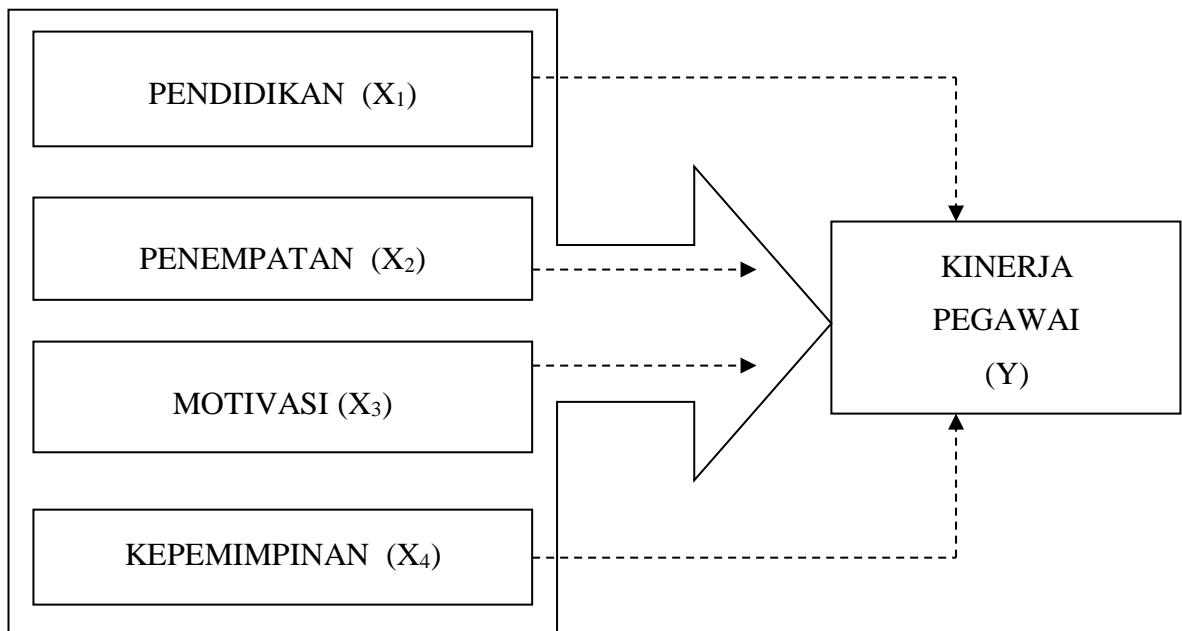 PENDIDIKAN (X₁)
PENEMPATAN (X₂)
MOTIVASI (X₃)
KEPEMIMPINAN (X₄)
KINERJA
PEGAWAI
(Y)